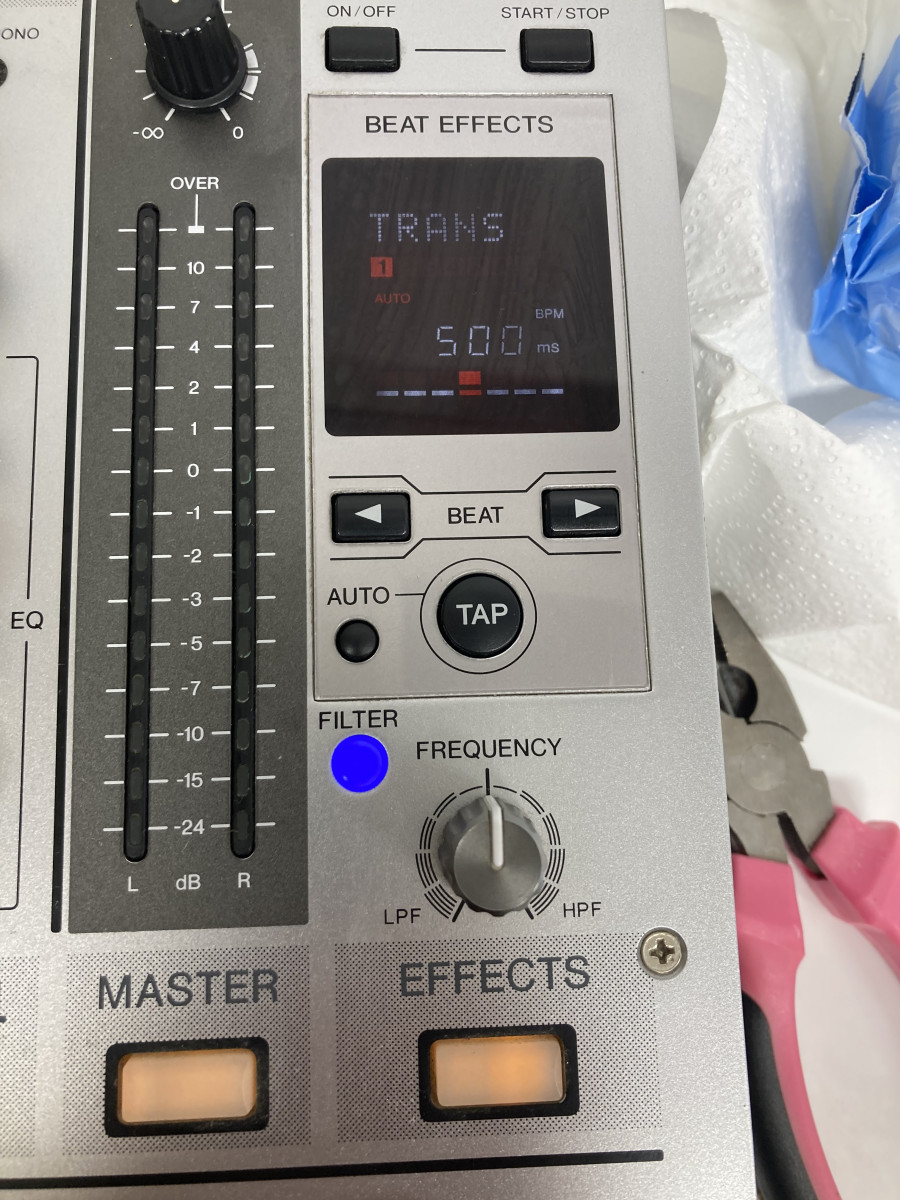 ONO
L
-∞ 0
ON/OFF
START/STOP
BEAT EFFECTS
TRANS
1
AUTO
BPM
500 mS
OVER
10
7
4
2
1
0
-1
-2
-3
-5
-7
-10
-15
-24
L dB R
EQ
BEAT
AUTO
TAP
FILTER
FREQUENCY
LPF
HPF
MASTER
EFFECTS